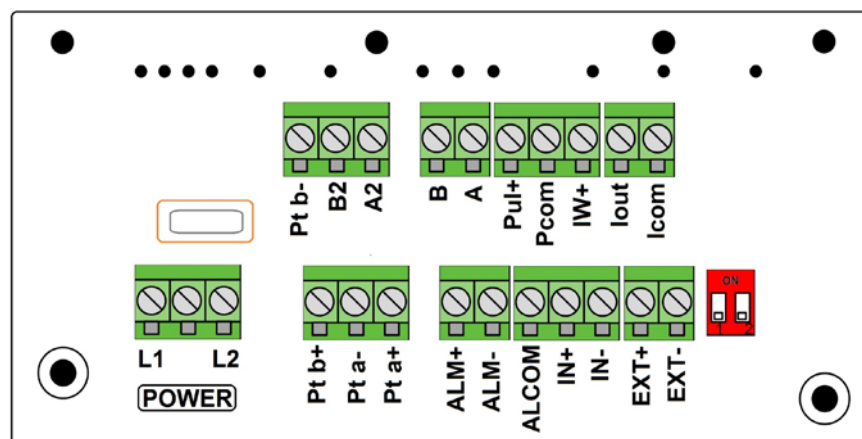 Pt b- B2 A2 B A Pul+ Pcom IW+ Iout Icom
ON
1 2
L1 L2 Pt b+ Pt a- Pt a+ ALM+ ALM- ALCOM IN+ IN- EXT+ EXT-
POWER